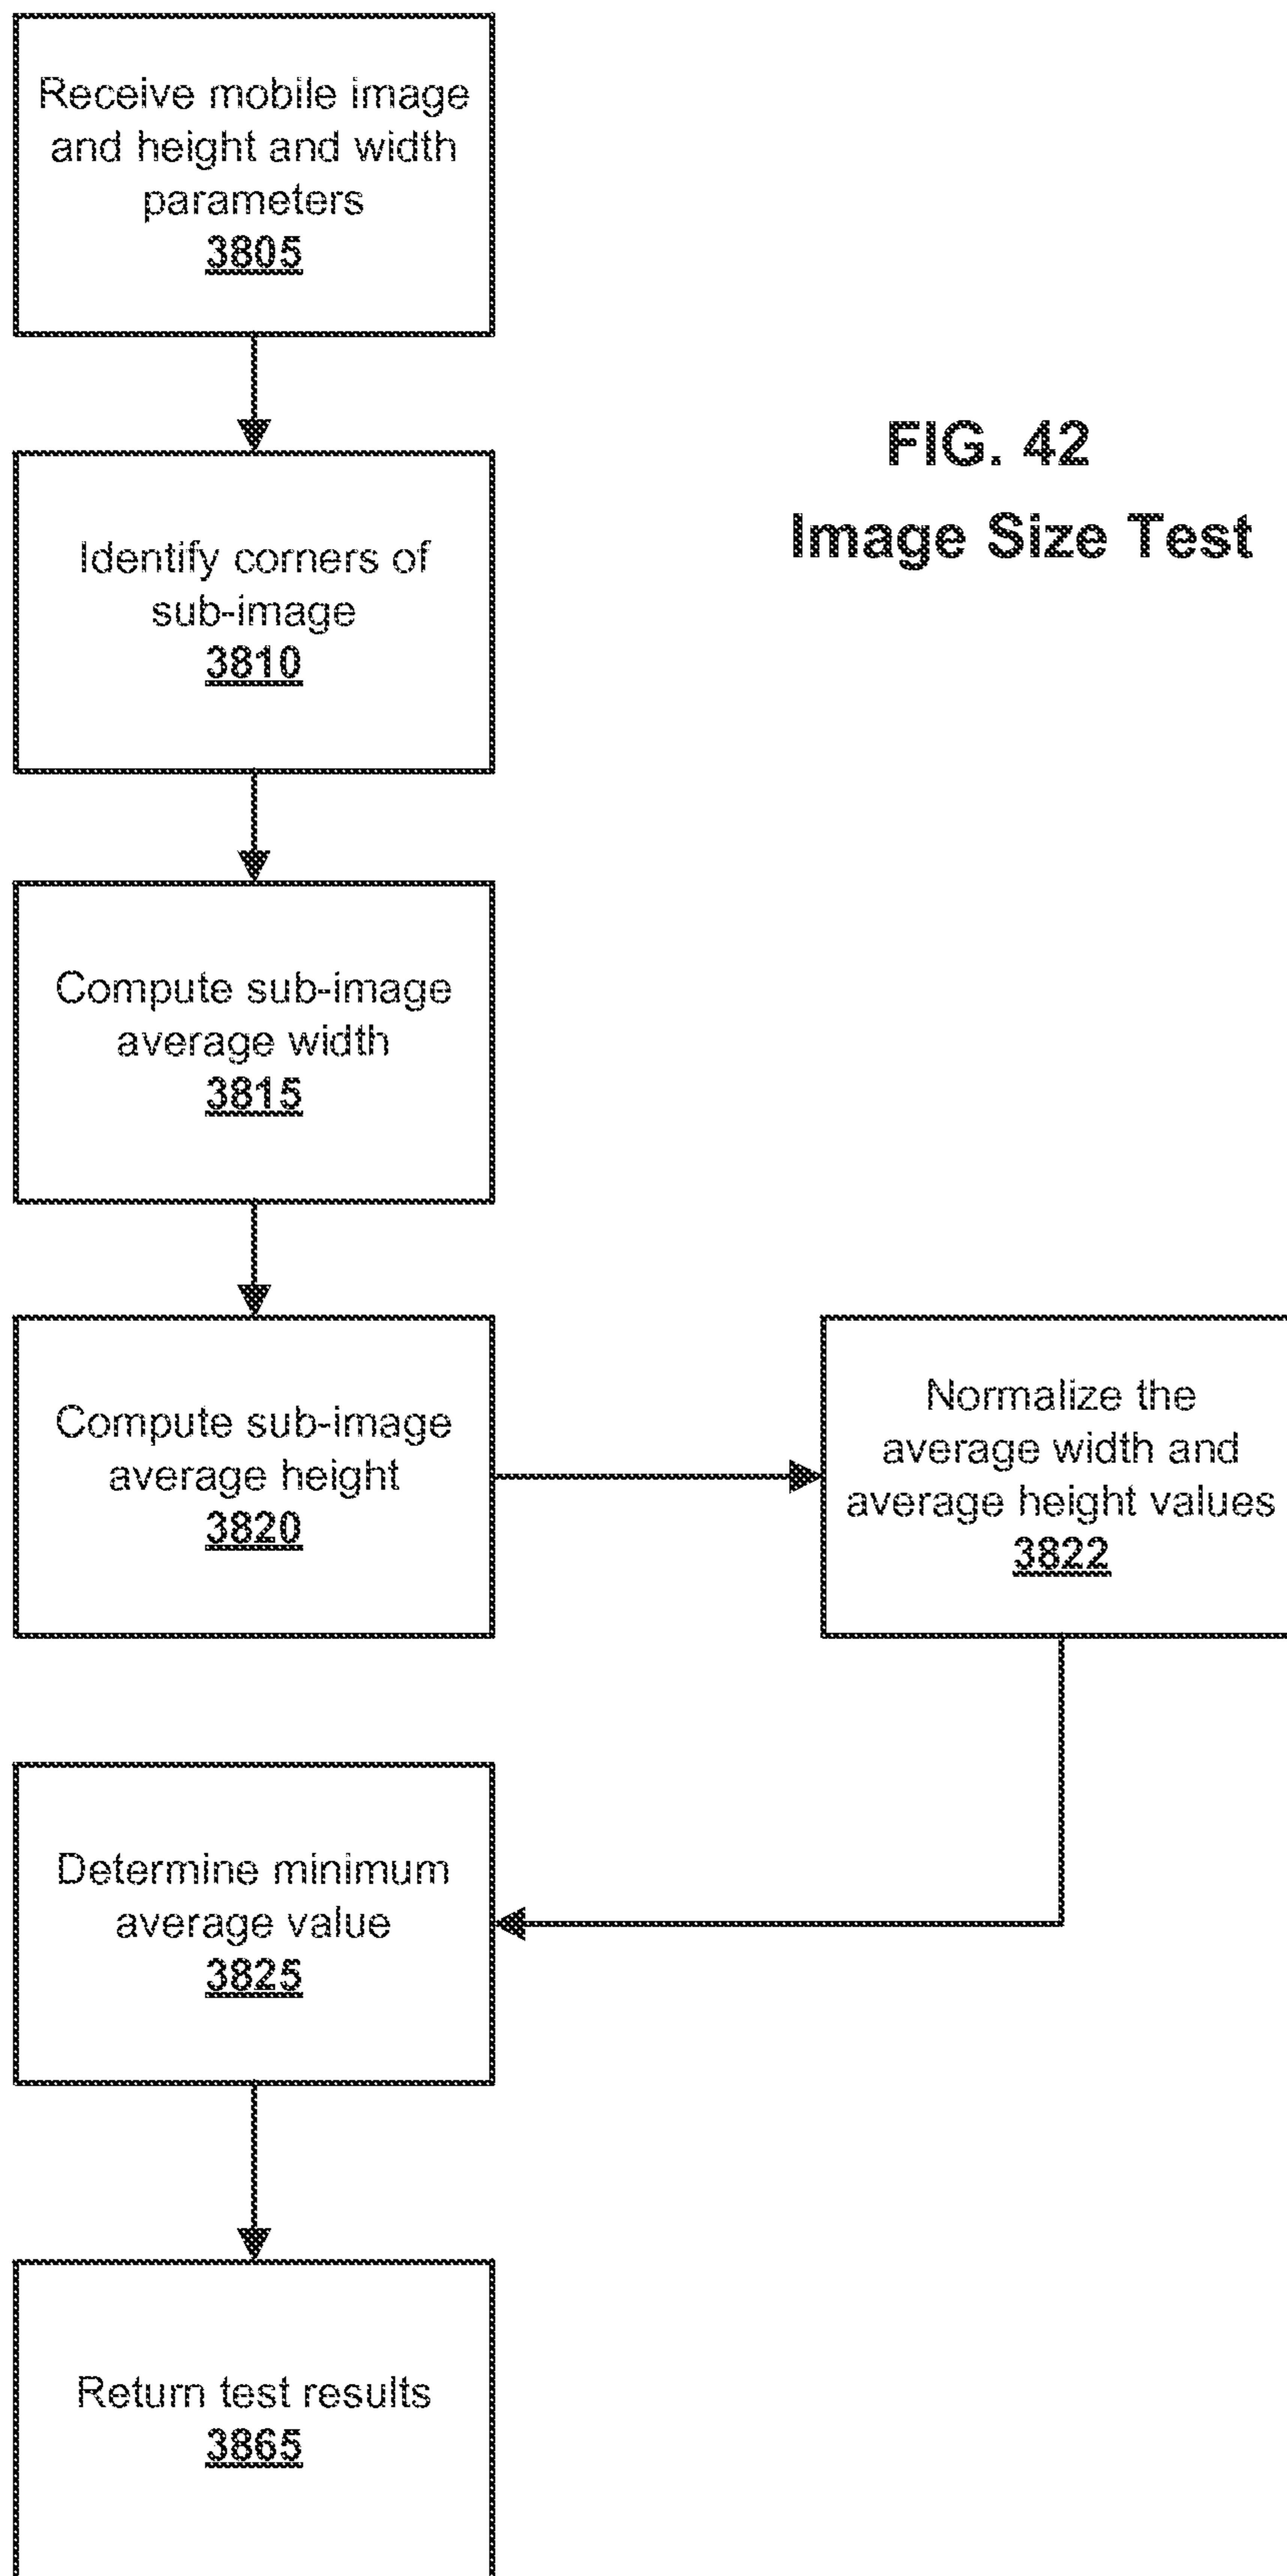 Receive mobile image
and height and width
parameters
3805
FIG. 42
Image Size Test
Identify corners of
sub-image
3810
Compute sub-image
average width
3815
Compute sub-image
average height
3820
Normalize the
average width and
average height values
3822
Determine minimum
average value
3825
Return test results
3865